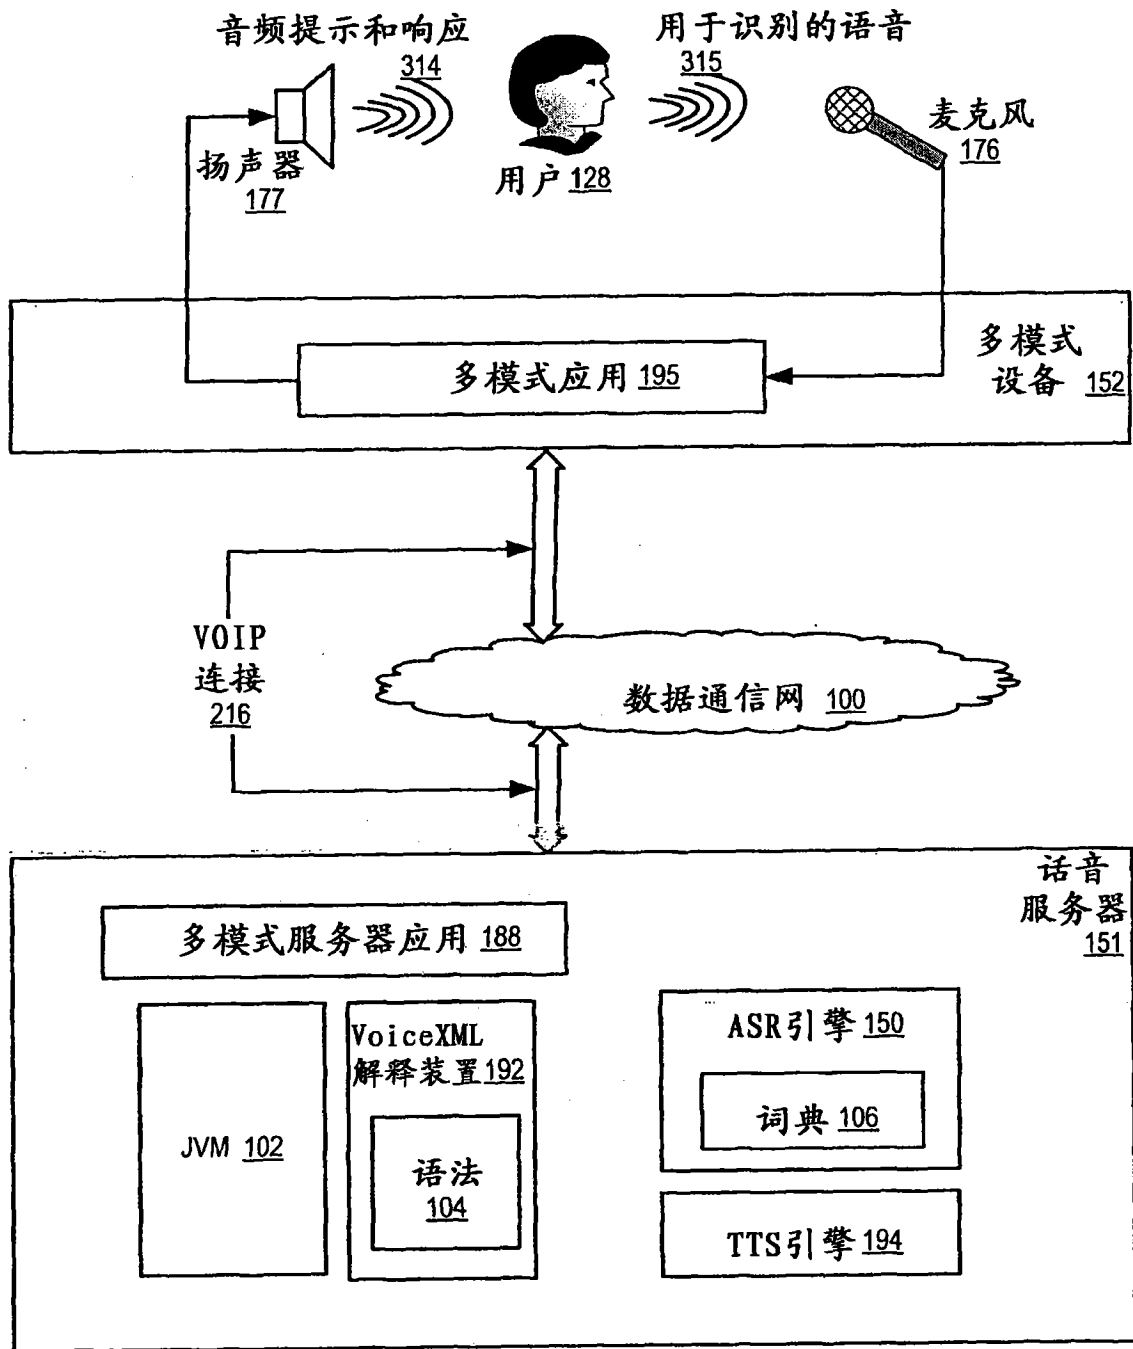 音频提示和响应
314
用于识别的语音
315
麦克风
176
扬声器
177
用户 128
多模式应用 195
多模式
设备 152
VOIP
连接
216
数据通信网 100
话音
服务器
151
多模式服务器应用 188
JVM 102
VoiceXML
解释装置 192
语法
104
ASR引擎 150
词典 106
TTS引擎 194